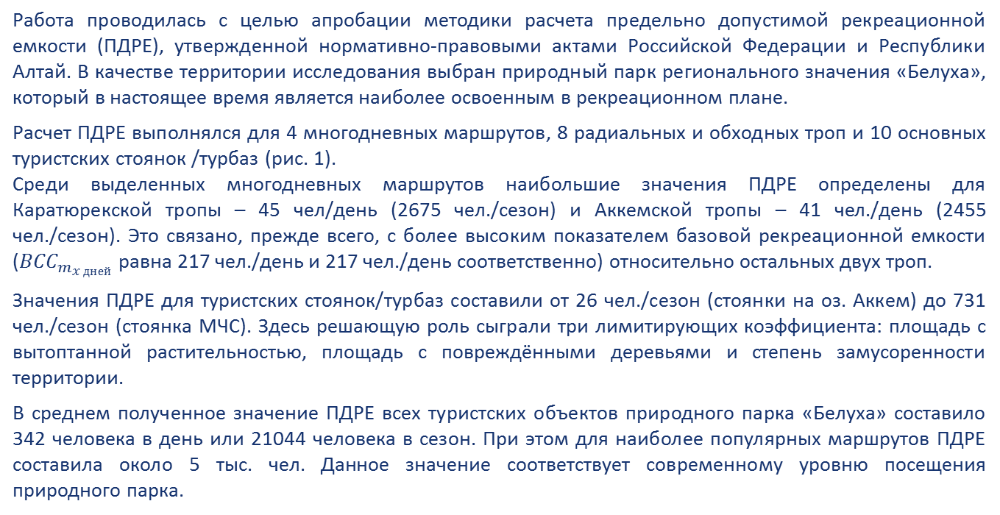 Работа проводилась с целью апробации методики расчета предельно допустимой рекреационной
емкости (ПДРЕ), утвержденной нормативно-правовыми актами Российской Федерации и Республики
Алтай. В качестве территории исследования выбран природный парк регионального значения «Белуха»,
который в настоящее время является наиболее освоенным в рекреационном плане.
Расчет ПДРЕ выполнялся для 4 многодневных маршрутов, 8 радиальных и обходных троп и 10 основных
туристских стоянок /турбаз (рис. 1).
Среди выделенных многодневных маршрутов наибольшие значения ПДРЕ определены для
Каратюрекской тропы – 45 чел/день (2675 чел./сезон) и Аккемской тропы – 41 чел./день (2455
чел./сезон). Это связано, прежде всего, с более высоким показателем базовой рекреационной емкости
(BCCmx дней равна 217 чел./день и 217 чел./день соответственно) относительно остальных двух троп.
Значения ПДРЕ для туристских стоянок/турбаз составили от 26 чел./сезон (стоянки на оз. Аккем) до 731
чел./сезон (стоянка МЧС). Здесь решающую роль сыграли три лимитирующих коэффициента: площадь с
вытоптанной растительностью, площадь с повреждёнными деревьями и степень замусоренности
территории.
В среднем полученное значение ПДРЕ всех туристских объектов природного парка «Белуха» составило
342 человека в день или 21044 человека в сезон. При этом для наиболее популярных маршрутов ПДРЕ
составила около 5 тыс. чел. Данное значение соответствует современному уровню посещения
природного парка.